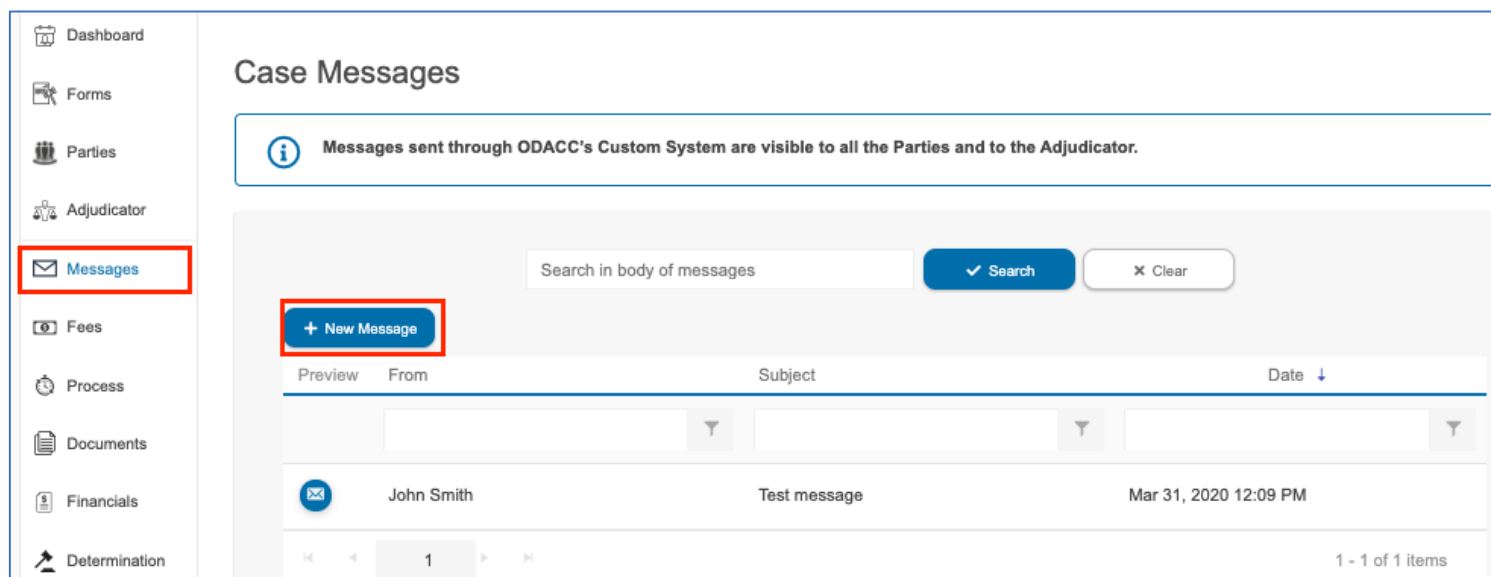 Dashboard
Forms
Parties
Adjudicator
Messages
Fees
Process
Documents
Financials
Determination
Case Messages
Messages sent through ODACC's Custom System are visible to all the Parties and to the Adjudicator.
Search in body of messages Search Clear
+ New Message
Preview From Subject Date ↓
John Smith Test message Mar 31, 2020 12:09 PM
1 1 - 1 of 1 items